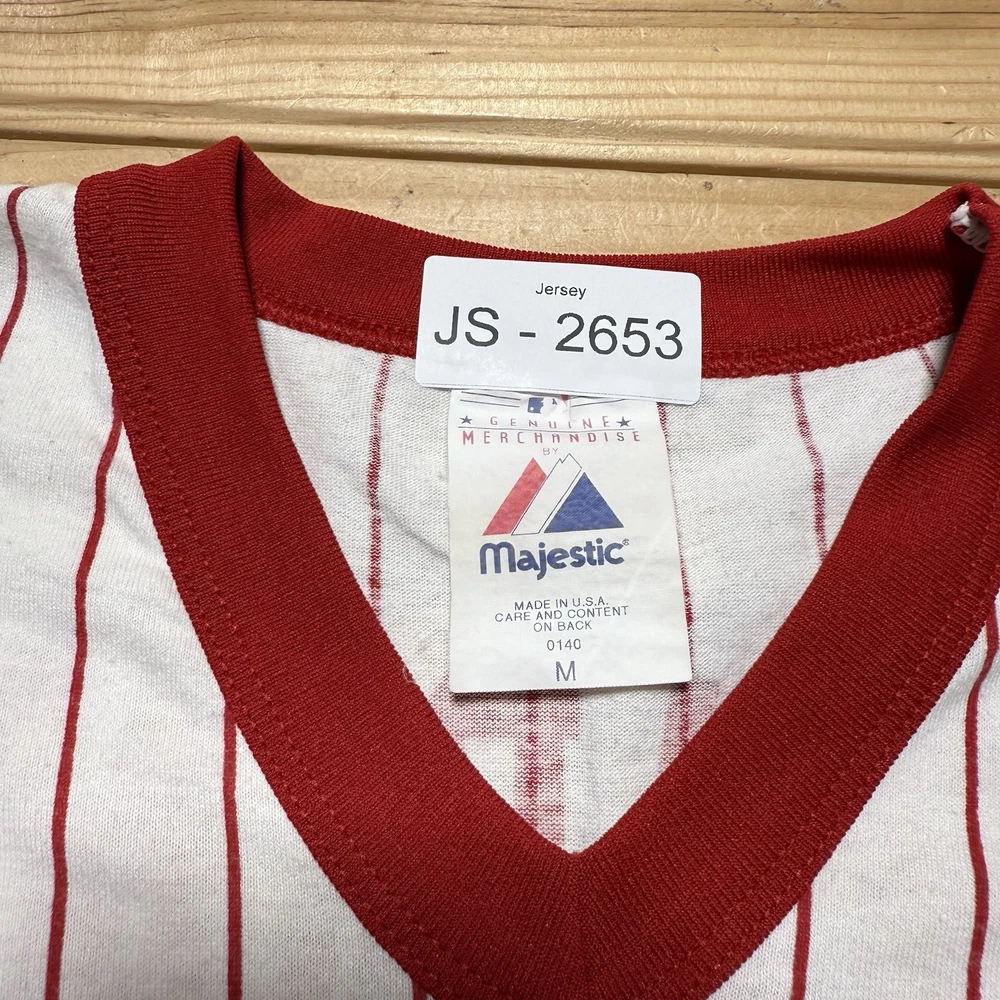 Jersey
JS - 2653
GENUINE
MERCHANDISE
BY
Majestic®
MADE IN U.S.A.
CARE AND CONTENT
ON BACK
0140
M